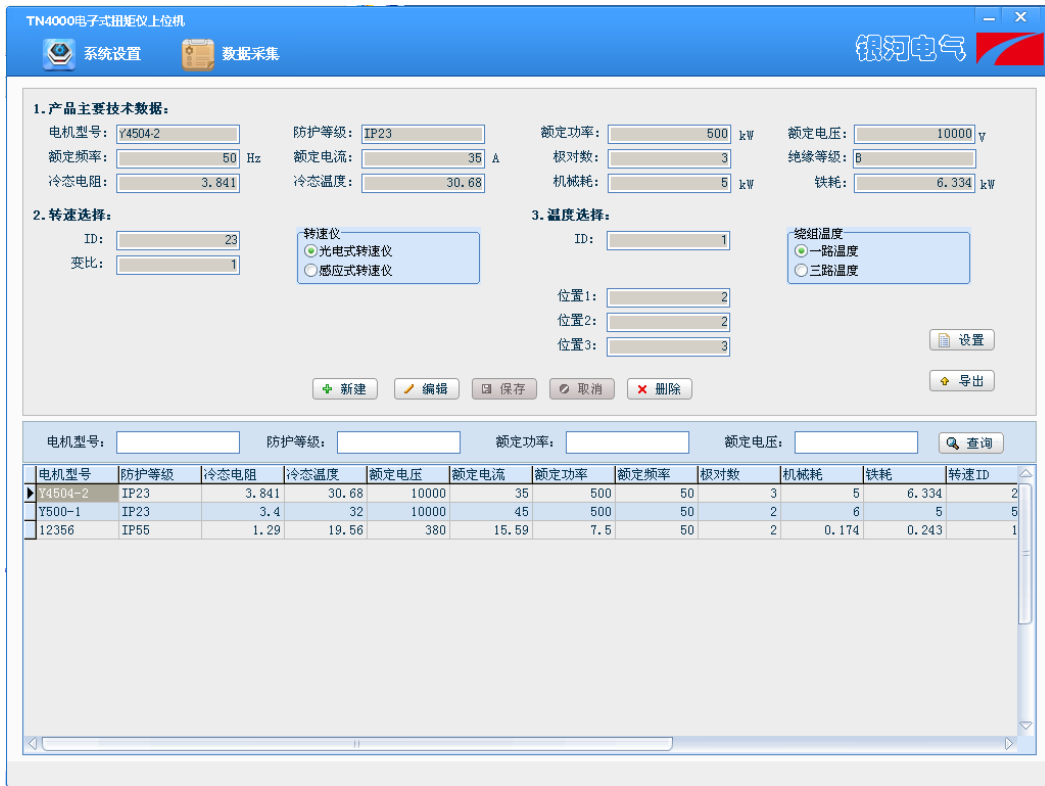 TN4000电子式扭矩仪上位机
系统设置 数据采集 银河电气
1.产品主要技术数据:
电机型号: Y4504-2 防护等级: IP23 额定功率: 500 kW 额定电压: 10000 V
额定频率: 50 Hz 额定电流: 35 A 极对数: 3 绝缘等级: B
冷态电阻: 3.841 冷态温度: 30.68 机械耗: 5 kW 铁耗: 6.334 kW
2.转速选择: 3.温度选择:
ID: 23 转速仪 ID: 1 绕组温度
光电式转速仪 一路温度
变比: 1 感应式转速仪 三路温度
位置1: 2
位置2: 2
位置3: 3 设置
新建 编辑 保存 取消 删除 导出
电机型号: 防护等级: 额定功率: 额定电压: 查询
电机型号 防护等级 冷态电阻 冷态温度 额定电压 额定电流 额定功率 额定频率 极对数 机械耗 铁耗 转速ID
Y4504-2 IP23 3.841 30.68 10000 35 500 50 3 5 6.334 2
Y500-1 IP23 3.4 32 10000 45 500 50 2 6 5 5
12356 IP55 1.29 19.56 380 15.59 7.5 50 2 0.174 0.243 1